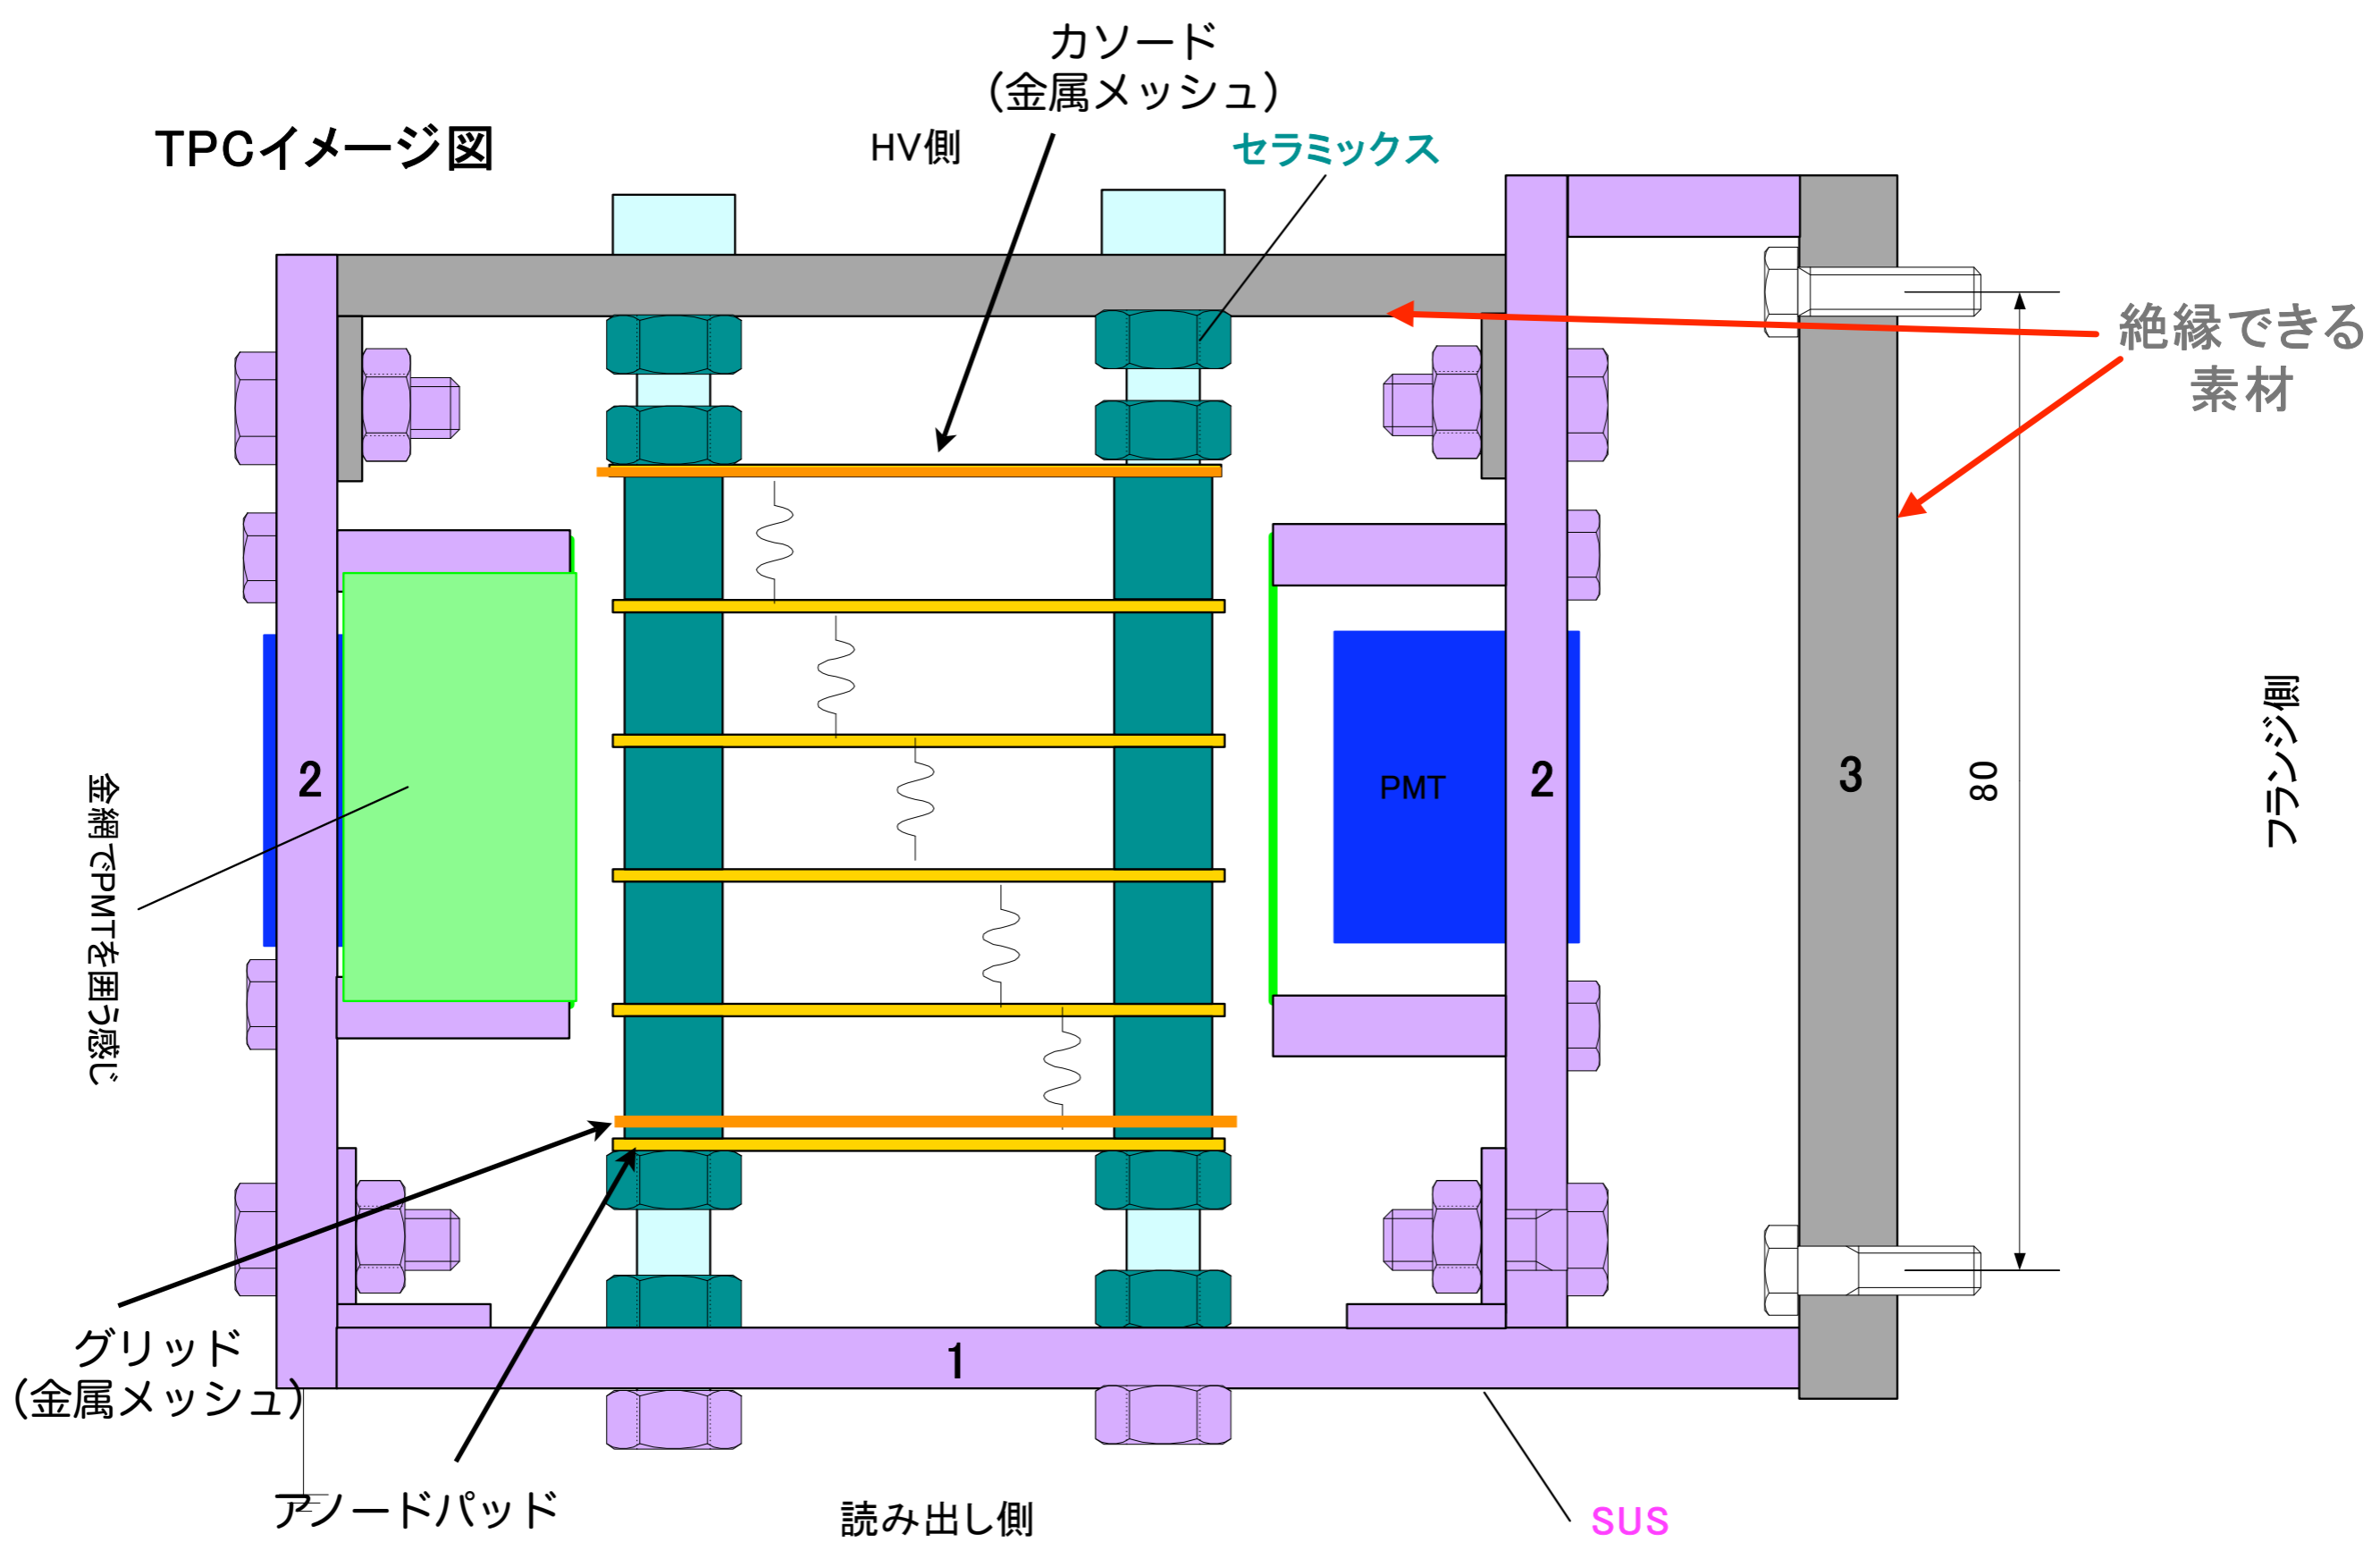 カソード
（金属メッシュ）
TPCイメージ図
HV側
セラミックス
絶縁できる
素材
フランジ側
80
PMT
2
2
3
金網でPMTを囲う感じ
1
グリッド
（金属メッシュ）
アノードパッド
読み出し側
SUS